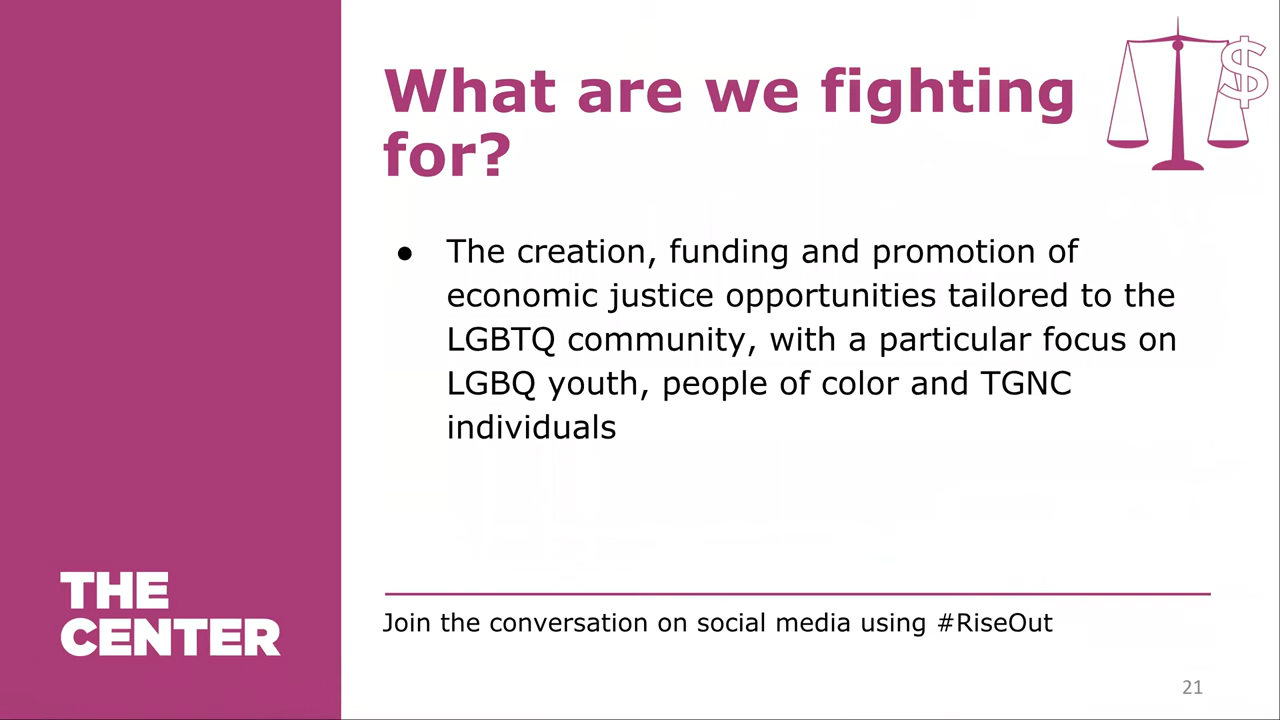 What are we fighting
for?
$
● The creation, funding and promotion of
economic justice opportunities tailored to the
LGBTQ community, with a particular focus on
LGBQ youth, people of color and TGNC
individuals
THE
CENTER
Join the conversation on social media using #RiseOut
21